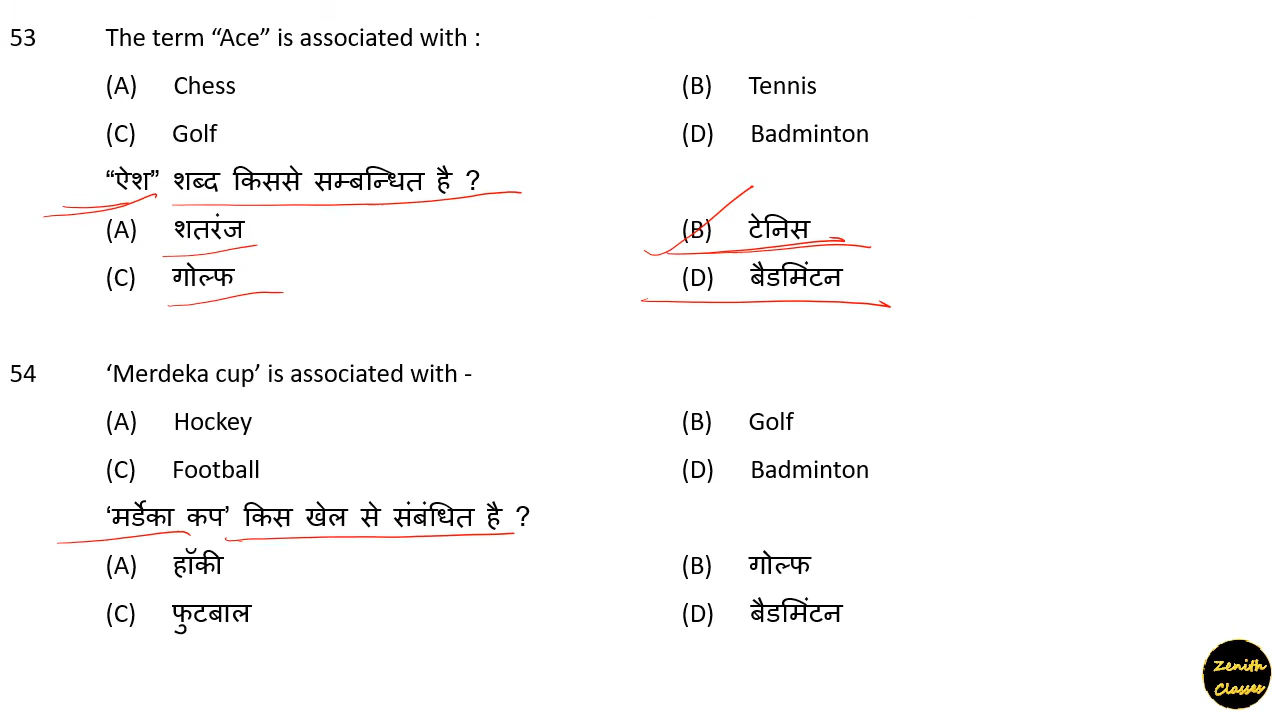 53 The term “Ace” is associated with :
(A) Chess (B) Tennis
(C) Golf (D) Badminton
“ऐश” शब्द किससे सम्बन्धित है ?
(A) शतरंज (B) टेनिस
(C) गोल्फ (D) बैडमिंटन
54 ‘Merdeka cup’ is associated with -
(A) Hockey (B) Golf
(C) Football (D) Badminton
‘मर्डेका कप’ किस खेल से संबंधित है ?
(A) हॉकी (B) गोल्फ
(C) फुटबाल (D) बैडमिंटन
Zenith
Classes